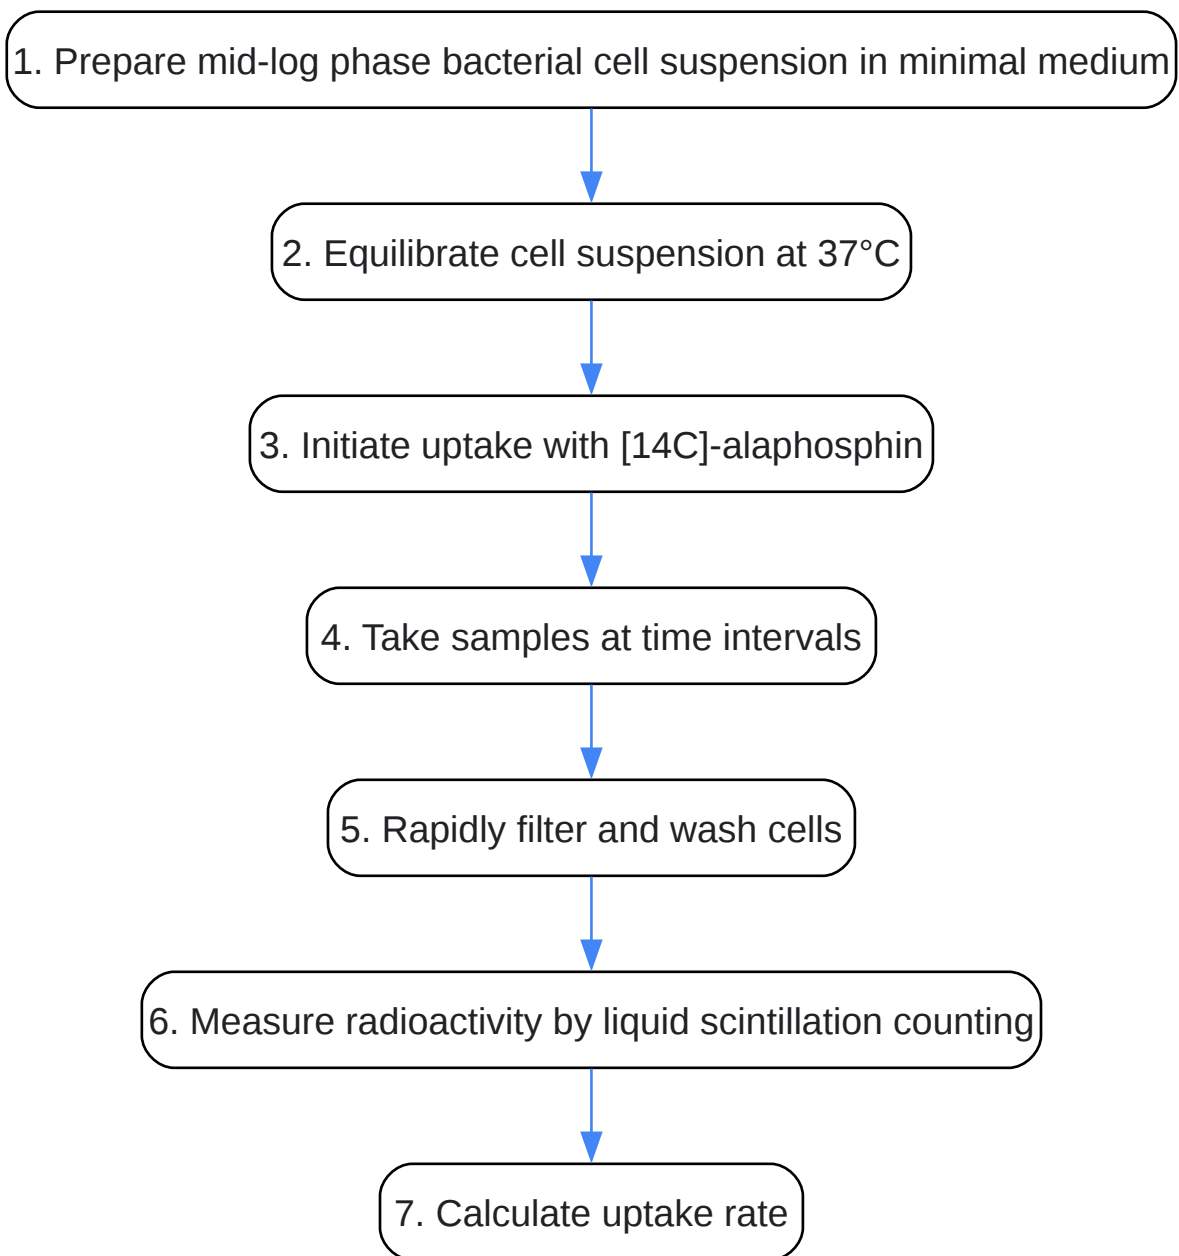 1. Prepare mid-log phase bacterial cell suspension in minimal medium
2. Equilibrate cell suspension at 37°C
3. Initiate uptake with [14C]-alaphosphin
4. Take samples at time intervals
5. Rapidly filter and wash cells
6. Measure radioactivity by liquid scintillation counting
7. Calculate uptake rate